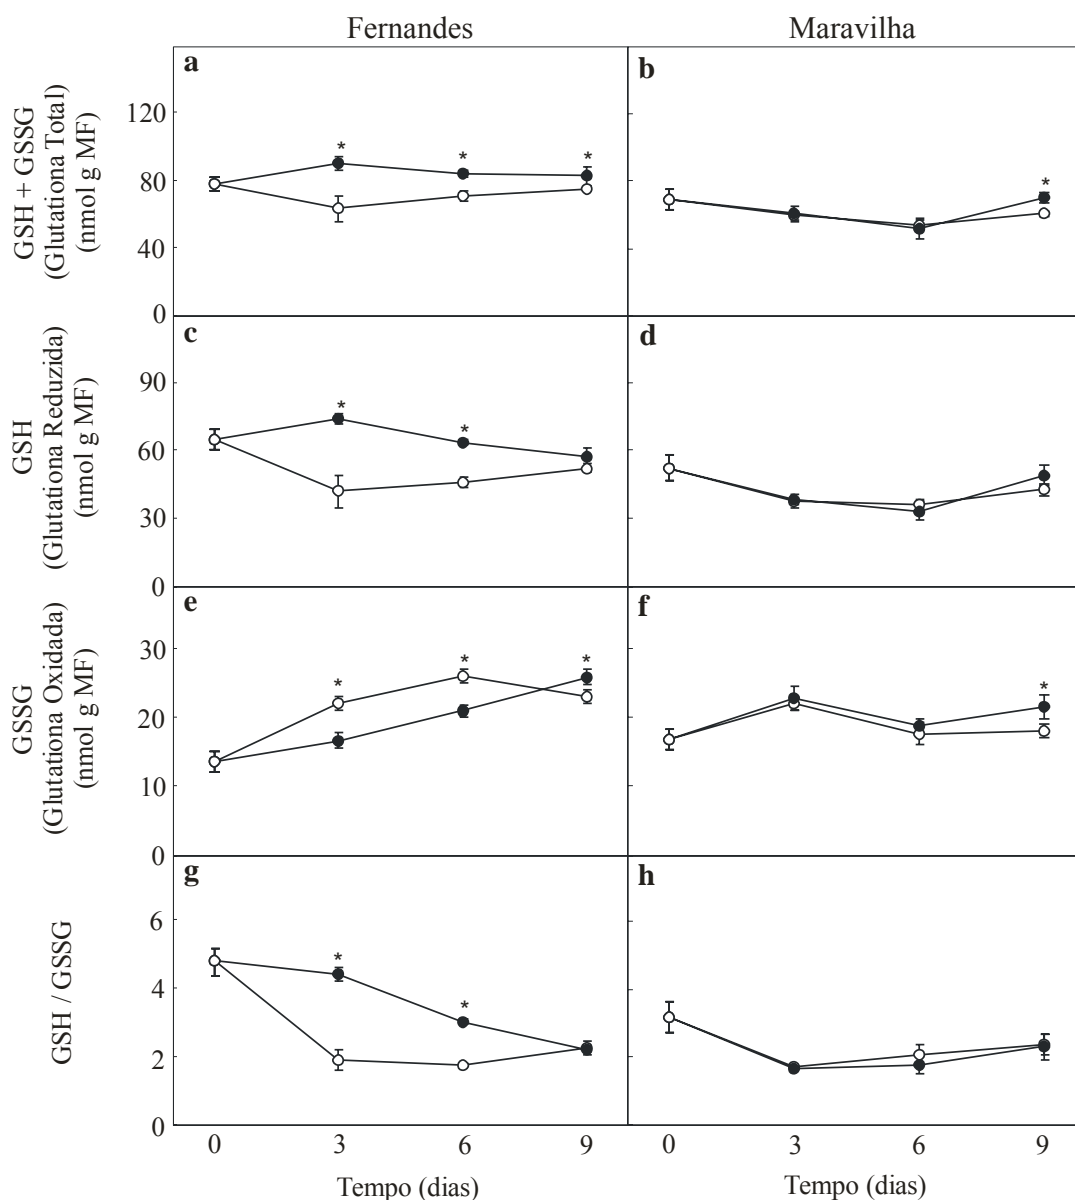 Fernandes
Maravilha
a
b
GSH + GSSG
(Glutationa Total)
(nmol g MF)
120
80
40
0
*
*
*
*
c
d
GSH
(Glutationa Reduzida)
(nmol g MF)
90
60
30
0
*
*
e
f
GSSG
(Glutationa Oxidada)
(nmol g MF)
30
20
10
0
*
*
*
*
g
h
GSH / GSSG
6
4
2
0
*
*
0 3 6 9
0 3 6 9
Tempo (dias)
Tempo (dias)